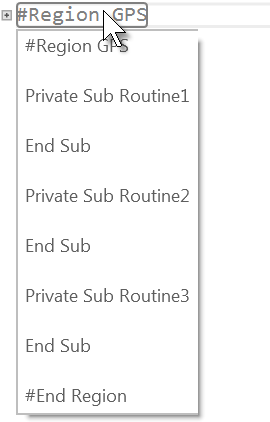 #Region GPS
#Region GPS
Private Sub Routine1
End Sub
Private Sub Routine2
End Sub
Private Sub Routine3
End Sub
#End Region